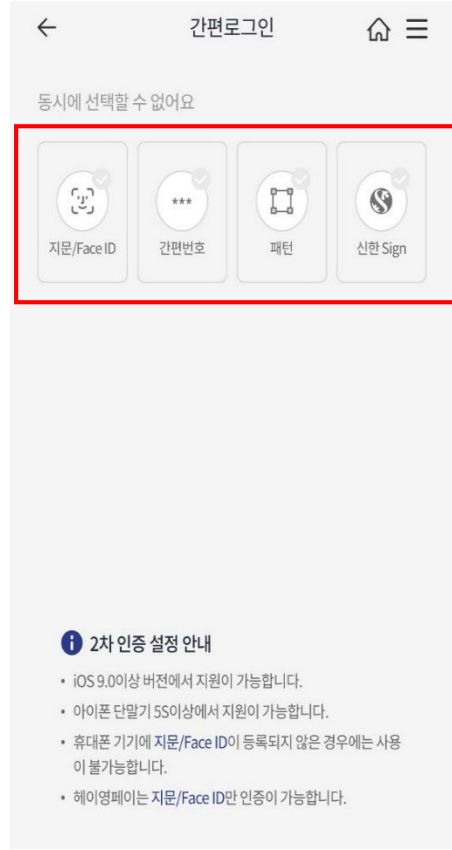 간편로그인
동시에 선택할 수 없어요
지문/Face ID
***
간편번호
패턴
신한 Sign
2차 인증 설정 안내
• iOS 9.0이상 버전에서 지원이 가능합니다.
• 아이폰 단말기 5S이상에서 지원이 가능합니다.
• 휴대폰 기기에 지문/Face ID이 등록되지 않은 경우에는 사용
이 불가능합니다.
• 헤이영페이는 지문/Face ID만 인증이 가능합니다.